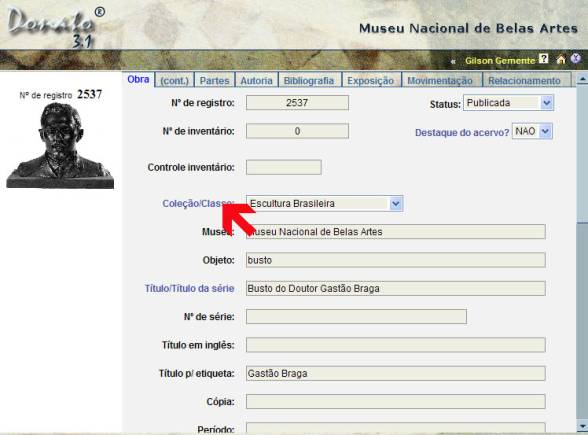 Donato®
3.1
Museu Nacional de Belas Artes
« Gilson Gemente ?
Nº de registro 2537
Obra (cont.) Partes Autoria Bibliografia Exposição Movimentação Relacionamento
Nº de registro: 2537 Status: Publicada
Nº de inventário: 0 Destaque do acervo? NAO
Controle inventário:
Coleção/Classe: Escultura Brasileira
Museu: Museu Nacional de Belas Artes
Objeto: busto
Título/Título da série Busto do Doutor Gastão Braga
Nº de série:
Título em inglês:
Título p/ etiqueta: Gastão Braga
Cópia:
Período: